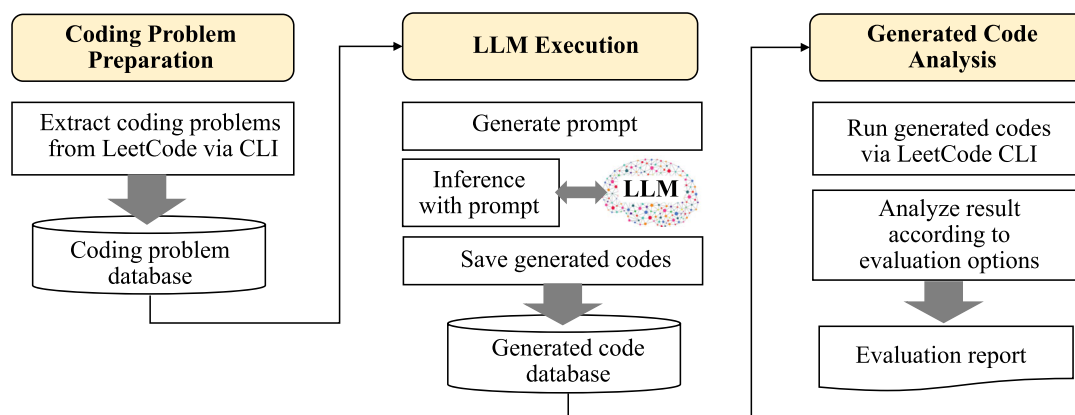 Coding Problem
Preparation
Extract coding problems
from LeetCode via CLI
Coding problem
database
LLM Execution
Generate prompt
Inference
with prompt
LLM
Save generated codes
Generated code
database
Generated Code
Analysis
Run generated codes
via LeetCode CLI
Analyze result
according to
evaluation options
Evaluation report